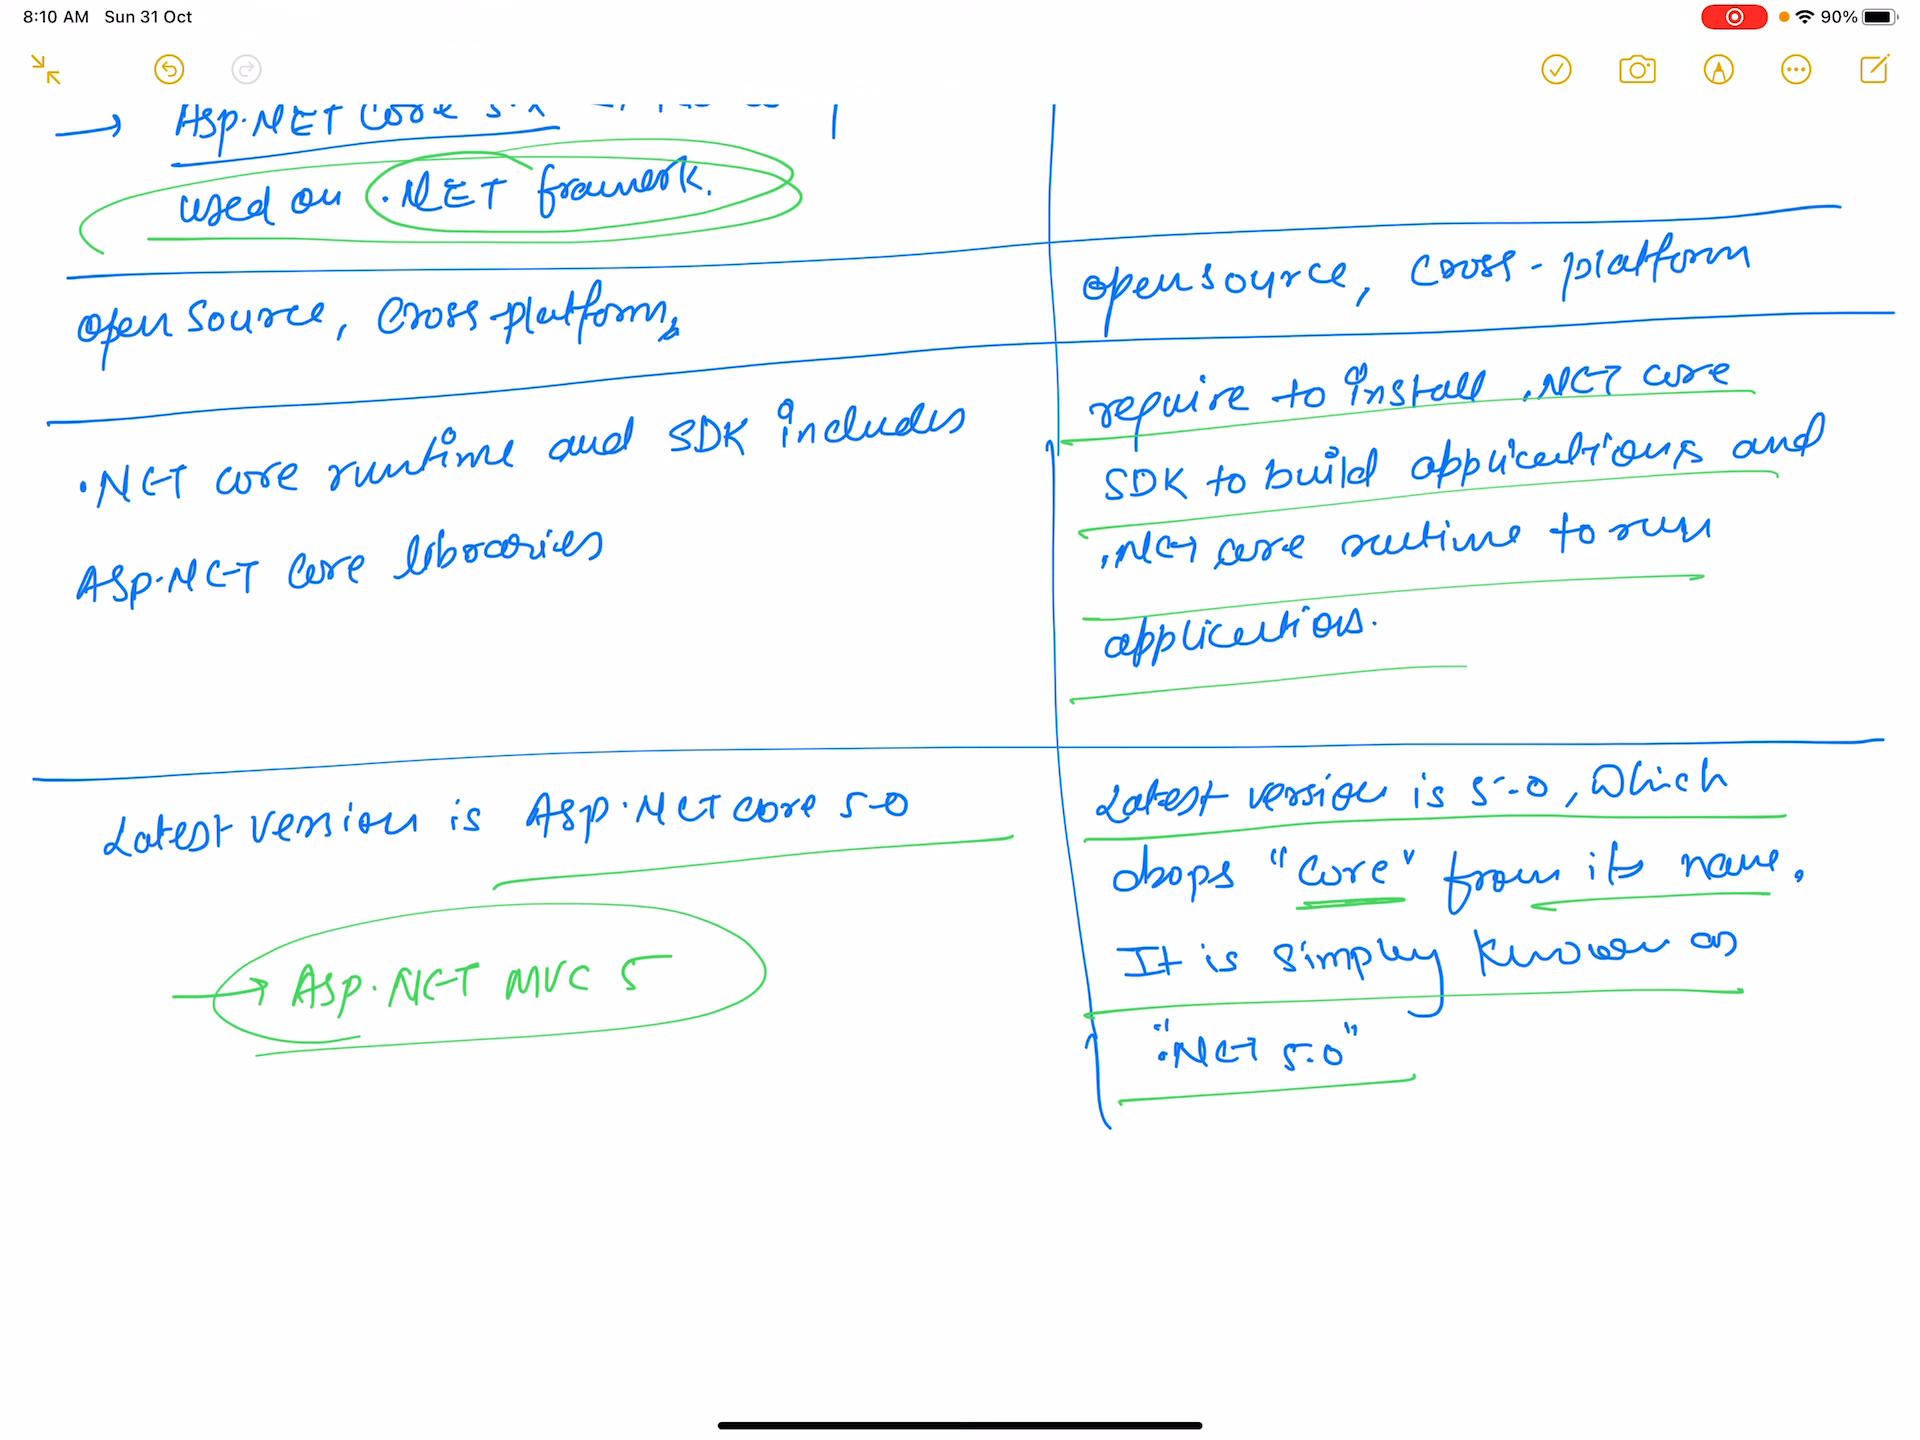 8:10 AM Sun 31 Oct
90%
→ Asp.NET Core
used on .NET framework.
open source, cross-platform,
open source, cross-platform
.NET core runtime and SDK includes
Asp.NET Core libraries
require to install .NET core
SDK to build applications and
.NET core runtime to run
applications.
Latest version is Asp.NET core 5.0
→ Asp.NET MVC 5
Latest version is 5.0, which
drops "Core" from its name.
It is simply known as
".NET 5.0"